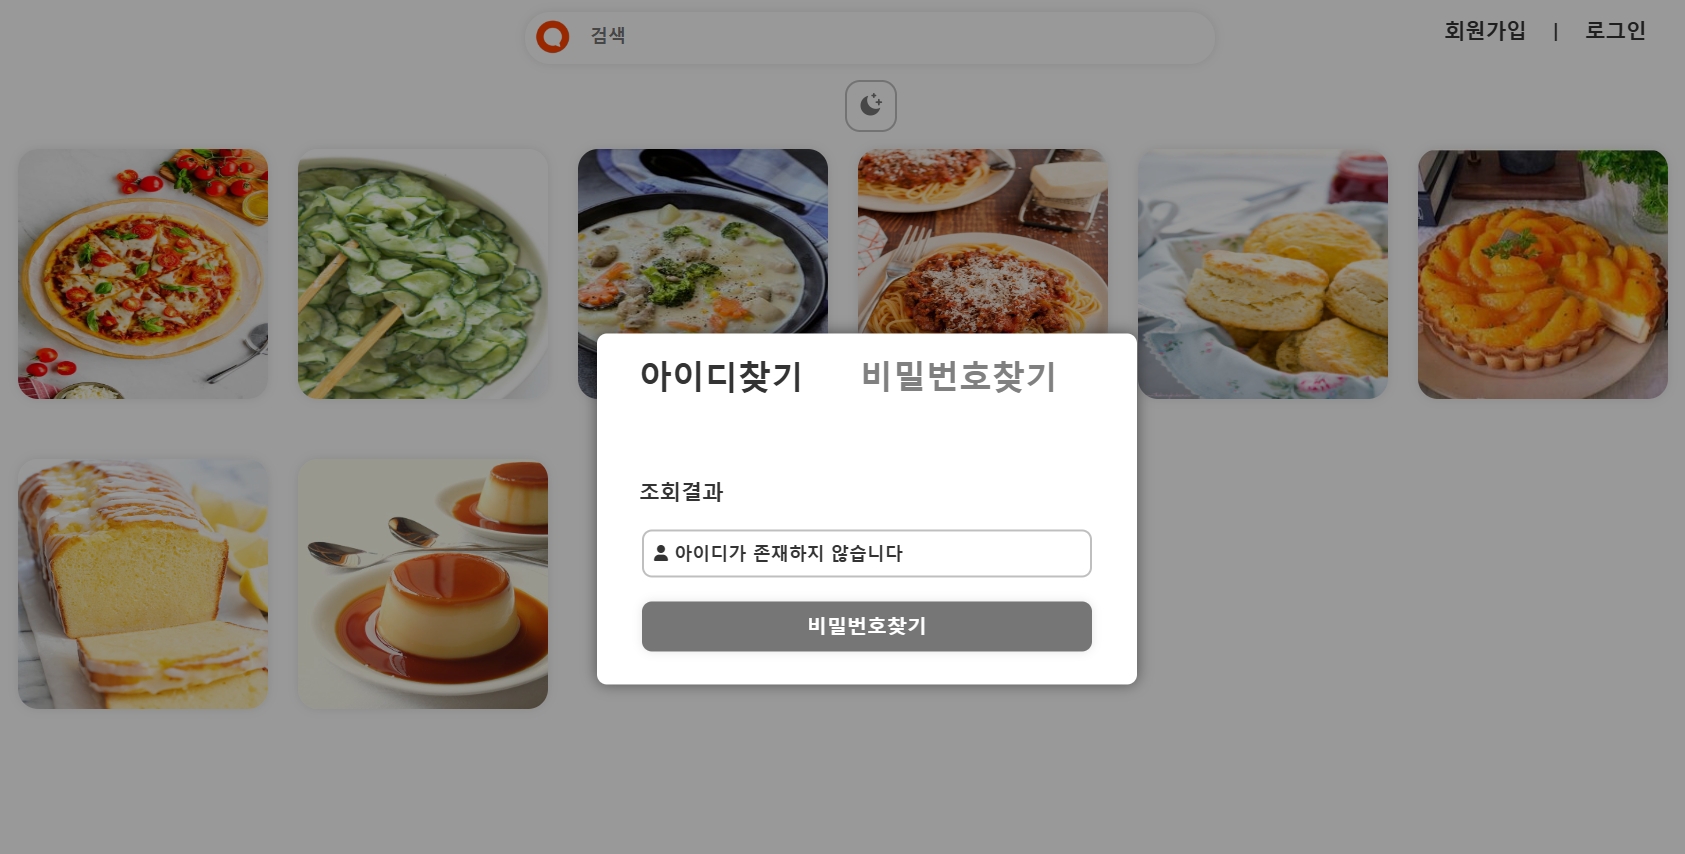 검색
회원가입 | 로그인
아이디찾기 비밀번호찾기
조회결과
아이디가 존재하지 않습니다
비밀번호찾기